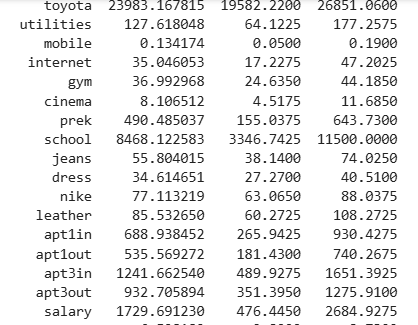 toyota 23983.167815 19582.2200 26851.0600
utilities 127.618048 64.1225 177.2575
mobile 0.134174 0.0500 0.1900
internet 35.046053 17.2275 47.2025
gym 36.992968 24.6350 44.1850
cinema 8.106512 4.5175 11.6850
prek 490.485037 155.0375 643.7300
school 8468.122583 3346.7425 11500.0000
jeans 55.804015 38.1400 74.0250
dress 34.614651 27.2700 40.5100
nike 77.113219 63.0650 88.0375
leather 85.532650 60.2725 108.2725
apt1in 688.938452 265.9425 930.4275
apt1out 535.569272 181.4300 740.2675
apt3in 1241.662540 489.9275 1651.3925
apt3out 932.705894 351.3950 1275.9100
salary 1729.691230 476.4450 2684.9275